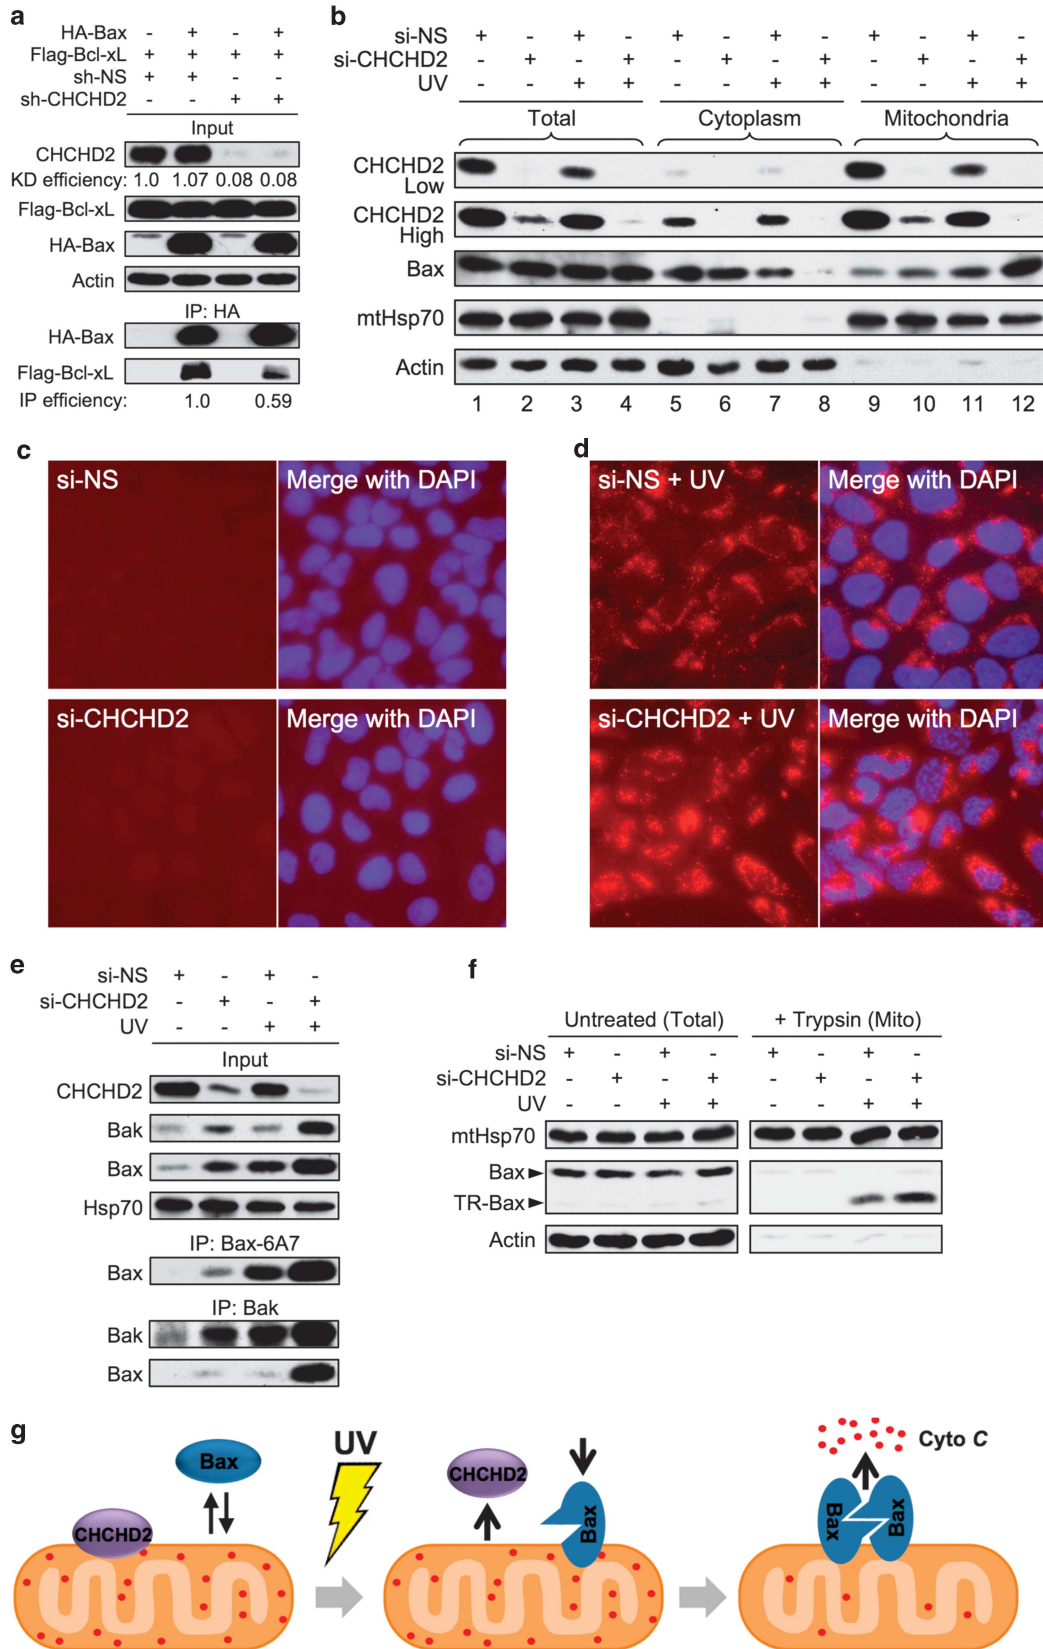 a
HA-Bax - + - +
Flag-Bcl-xL + + + +
sh-NS + + - -
sh-CHCHD2 - - + +
Input
CHCHD2
KD efficiency: 1.0 1.07 0.08 0.08
Flag-Bcl-xL
HA-Bax
Actin
IP: HA
HA-Bax
Flag-Bcl-xL
IP efficiency: 1.0 0.59
b
si-NS + - + - + - + - + - + -
si-CHCHD2 - + - + - + - + - + - +
UV - - + + - - + + - - + +
Total Cytoplasm Mitochondria
CHCHD2
Low
CHCHD2
High
Bax
mtHsp70
Actin
1 2 3 4 5 6 7 8 9 10 11 12
c
si-NS
Merge with DAPI
si-CHCHD2
Merge with DAPI
d
si-NS + UV
Merge with DAPI
si-CHCHD2 + UV
Merge with DAPI
e
si-NS + - + -
si-CHCHD2 - + - +
UV - - + +
Input
CHCHD2
Bak
Bax
Hsp70
IP: Bax-6A7
Bax
IP: Bak
Bak
Bax
f
Untreated (Total) + Trypsin (Mito)
si-NS + - + - + - + -
si-CHCHD2 - + - + - + - +
UV - - + + - - + +
mtHsp70
Bax
TR-Bax
Actin
g
Bax
CHCHD2
UV
CHCHD2
Bax
Bax
Bax
Cyto C